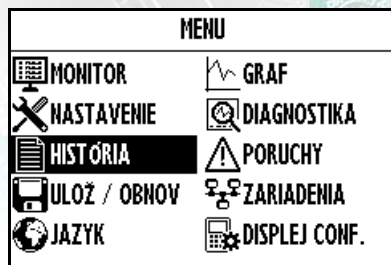 MENU
MONITOR GRAF
NASTAVENIE DIAGNOSTIKA
HISTÓRIA PORUCHY
ULOŽ / OBNOV ZARIADENIA
JAZYK DISPLEJ CONF.